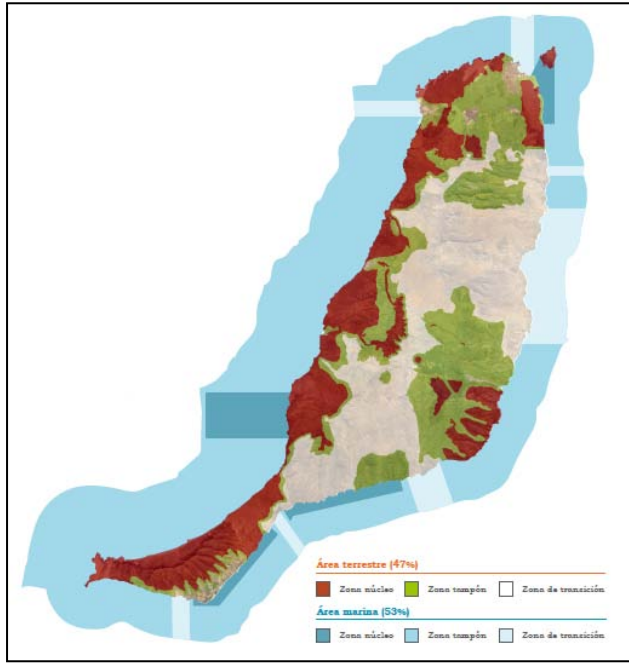 Área terrestre (47%)
Zona núcleo Zona tampón Zona de transición
Área marina (53%)
Zona núcleo Zona tampón Zona de transición